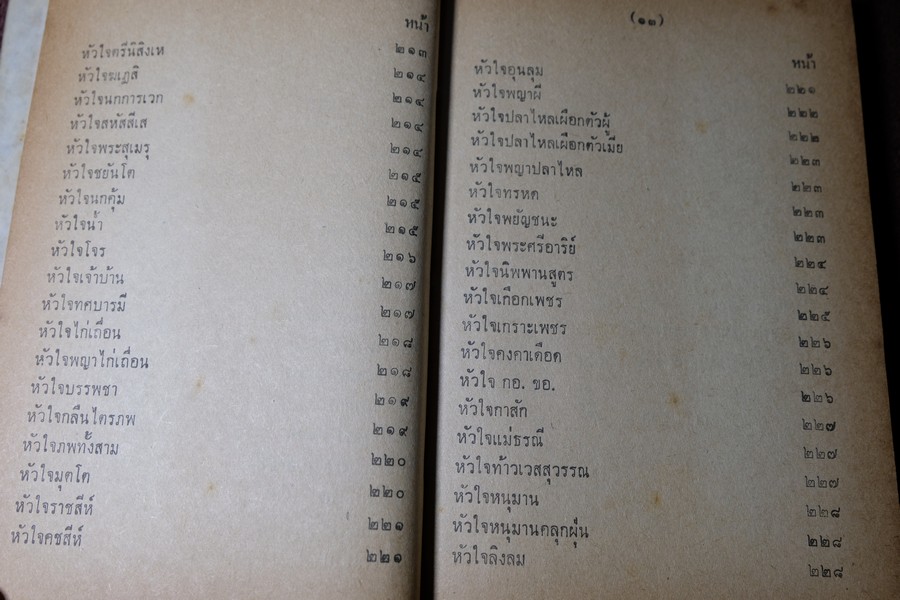 หน้า
หัวใจตรีนิสิงเห ๒๑๓
หัวใจฆเฏสิ ๒๑๔
หัวใจนกการเวก ๒๑๔
หัวใจสหัสสีเส ๒๑๔
หัวใจพระสุเมรุ ๒๑๔
หัวใจชยันโต ๒๑๕
หัวใจนกคุ้ม ๒๑๕
หัวใจน้ำ ๒๑๕
หัวใจโจร ๒๑๖
หัวใจเจ้าบ้าน ๒๑๗
หัวใจทศบารมี ๒๑๗
หัวใจไก่เถื่อน ๒๑๘
หัวใจพญาไก่เถื่อน ๒๑๘
หัวใจบรรพชา ๒๑๙
หัวใจกลืนไตรภพ ๒๑๙
หัวใจภพทั้งสาม ๒๒๐
หัวใจมุตโต ๒๒๐
หัวใจราชสีห์ ๒๒๑
หัวใจคชสีห์ ๒๒๑
(๑๓)
หน้า
หัวใจอุนลุม ๒๒๑
หัวใจพญาผี ๒๒๒
หัวใจปลาไหลเผือกตัวผู้ ๒๒๒
หัวใจปลาไหลเผือกตัวเมีย ๒๒๓
หัวใจพญาปลาไหล ๒๒๓
หัวใจทรหด ๒๒๓
หัวใจพยัญชนะ ๒๒๓
หัวใจพระศรีอาริย์ ๒๒๔
หัวใจนิพพานสูตร ๒๒๔
หัวใจเกือกเพชร ๒๒๕
หัวใจเกราะเพชร ๒๒๖
หัวใจคงคาเดือด ๒๒๖
หัวใจ กอ. ขอ. ๒๒๖
หัวใจกาสัก ๒๒๗
หัวใจแม่ธรณี ๒๒๗
หัวใจท้าวเวสสุวรรณ ๒๒๗
หัวใจหนุมาน ๒๒๘
หัวใจหนุมานคลุกฝุ่น ๒๒๘
หัวใจลิงลม ๒๒๘